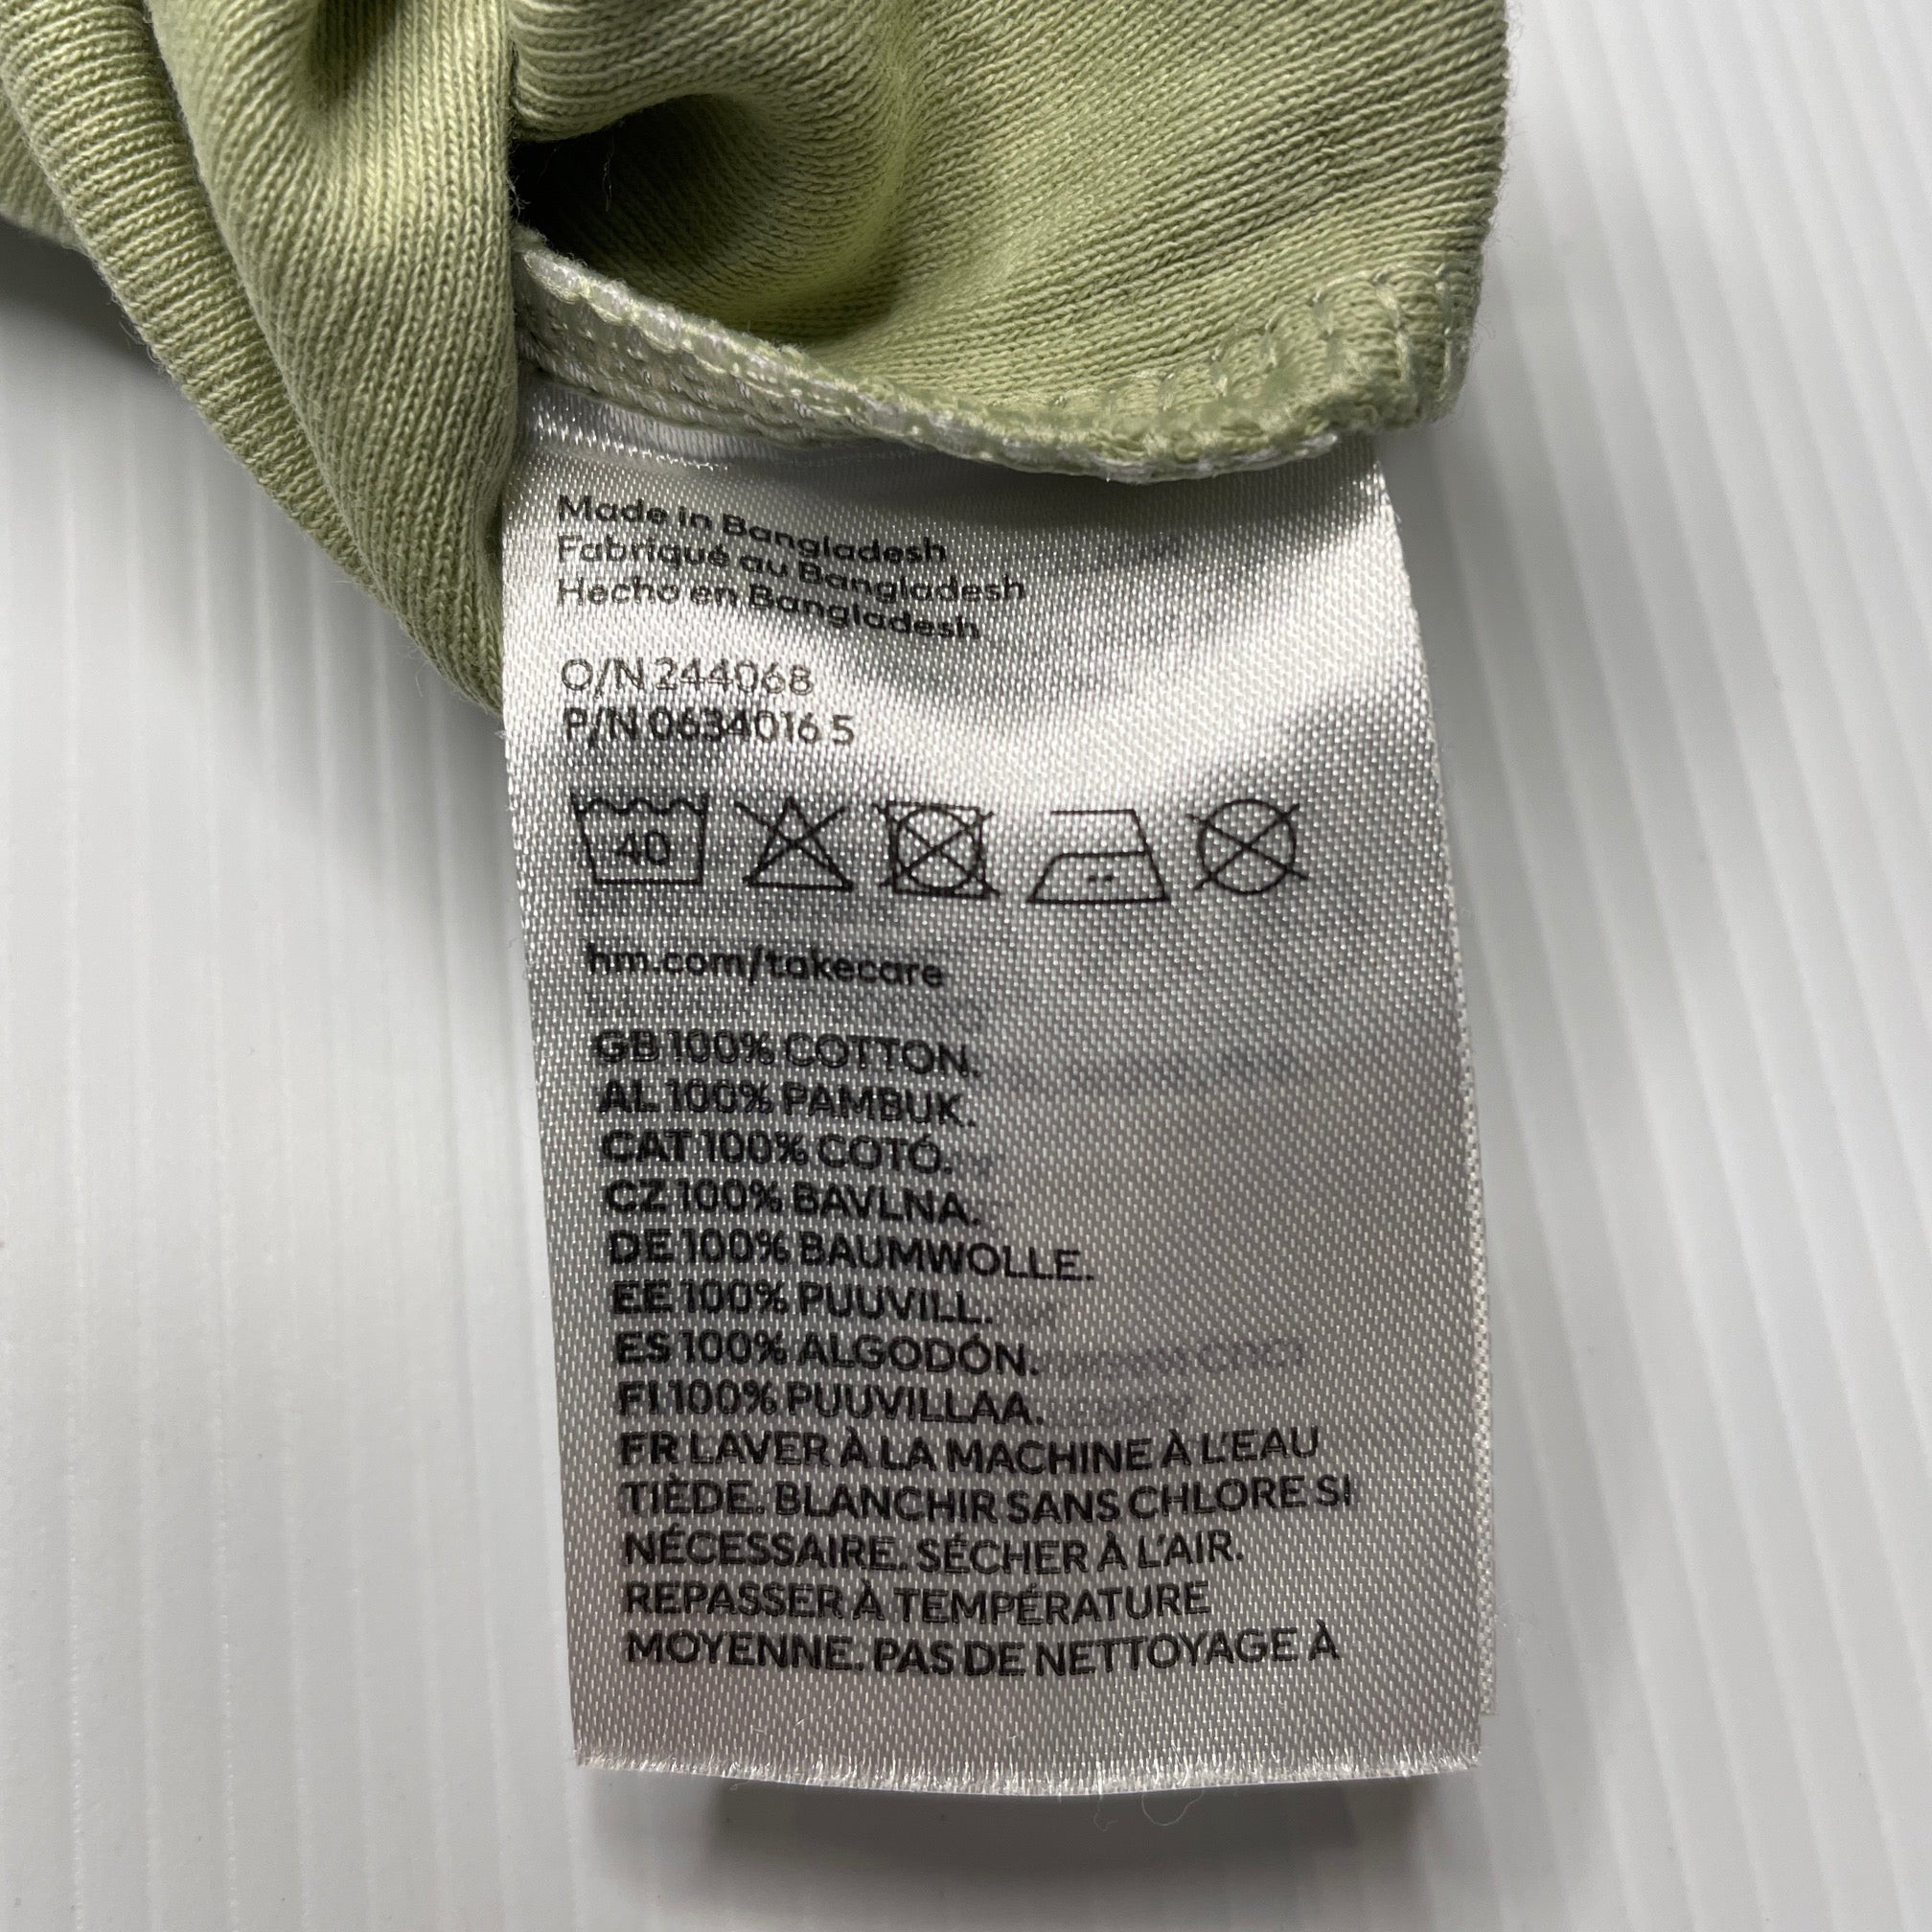 Made in Bangladesh
Fabriqué au Bangladesh
Hecho en Bangladesh
O/N 244068
P/N 06340165
40
hm.com/takecare
GB 100% COTTON.
AL 100% PAMBUK.
CAT 100% COTÓ.
CZ 100% BAVLNA.
DE 100% BAUMWOLLE.
EE 100% PUUVILL.
ES 100% ALGODÓN.
FI 100% PUUVILLAA.
FR LAVER À LA MACHINE À L'EAU
TIÈDE. BLANCHIR SANS CHLORE SI
NÉCESSAIRE. SÉCHER À L'AIR.
REPASSER À TEMPÉRATURE
MOYENNE. PAS DE NETTOYAGE À